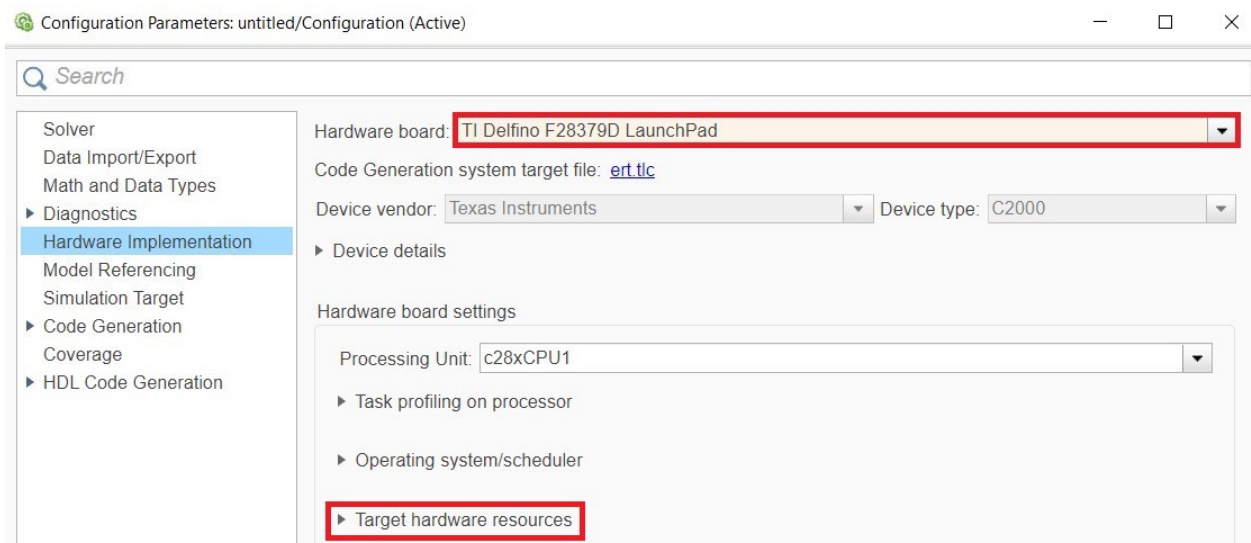 Configuration Parameters: untitled/Configuration (Active)
Search
Solver
Data Import/Export
Math and Data Types
Diagnostics
Hardware Implementation
Model Referencing
Simulation Target
Code Generation
Coverage
HDL Code Generation
Hardware board: TI Delfino F28379D LaunchPad
Code Generation system target file: ert.tlc
Device vendor: Texas Instruments Device type: C2000
Device details
Hardware board settings
Processing Unit: c28xCPU1
Task profiling on processor
Operating system/scheduler
Target hardware resources